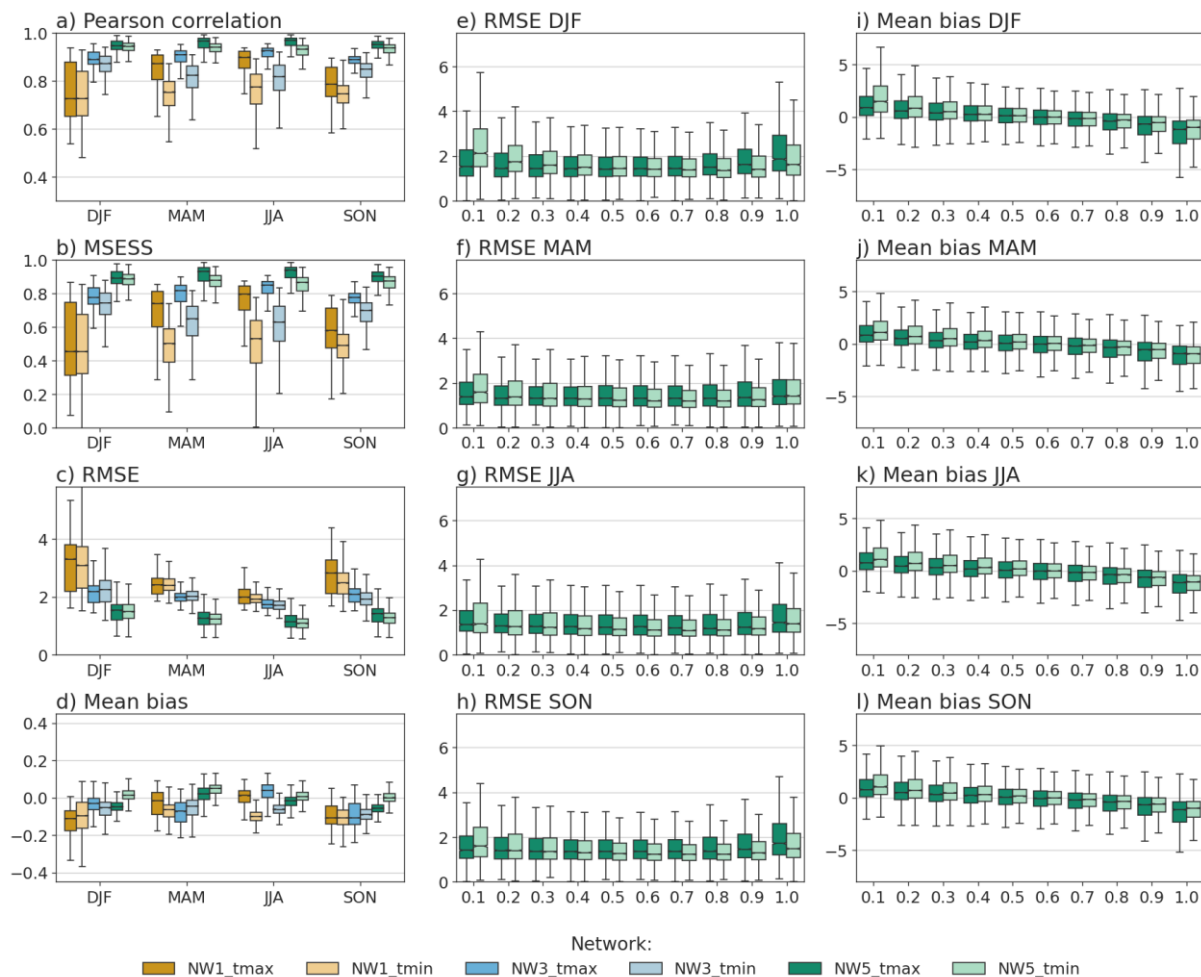 a) Pearson correlation
1.0
0.8
0.6
0.4
DJF MAM JJA SON
b) MSESS
1.0
0.8
0.6
0.4
0.2
0.0
DJF MAM JJA SON
c) RMSE
4
2
0
DJF MAM JJA SON
d) Mean bias
0.4
0.2
0.0
−0.2
−0.4
DJF MAM JJA SON
e) RMSE DJF
6
4
2
0
0.1 0.2 0.3 0.4 0.5 0.6 0.7 0.8 0.9 1.0
f) RMSE MAM
6
4
2
0
0.1 0.2 0.3 0.4 0.5 0.6 0.7 0.8 0.9 1.0
g) RMSE JJA
6
4
2
0
0.1 0.2 0.3 0.4 0.5 0.6 0.7 0.8 0.9 1.0
h) RMSE SON
6
4
2
0
0.1 0.2 0.3 0.4 0.5 0.6 0.7 0.8 0.9 1.0
i) Mean bias DJF
5
0
−5
0.1 0.2 0.3 0.4 0.5 0.6 0.7 0.8 0.9 1.0
j) Mean bias MAM
5
0
−5
0.1 0.2 0.3 0.4 0.5 0.6 0.7 0.8 0.9 1.0
k) Mean bias JJA
5
0
−5
0.1 0.2 0.3 0.4 0.5 0.6 0.7 0.8 0.9 1.0
l) Mean bias SON
5
0
−5
0.1 0.2 0.3 0.4 0.5 0.6 0.7 0.8 0.9 1.0
Network:
NW1_tmax NW1_tmin NW3_tmax NW3_tmin NW5_tmax NW5_tmin